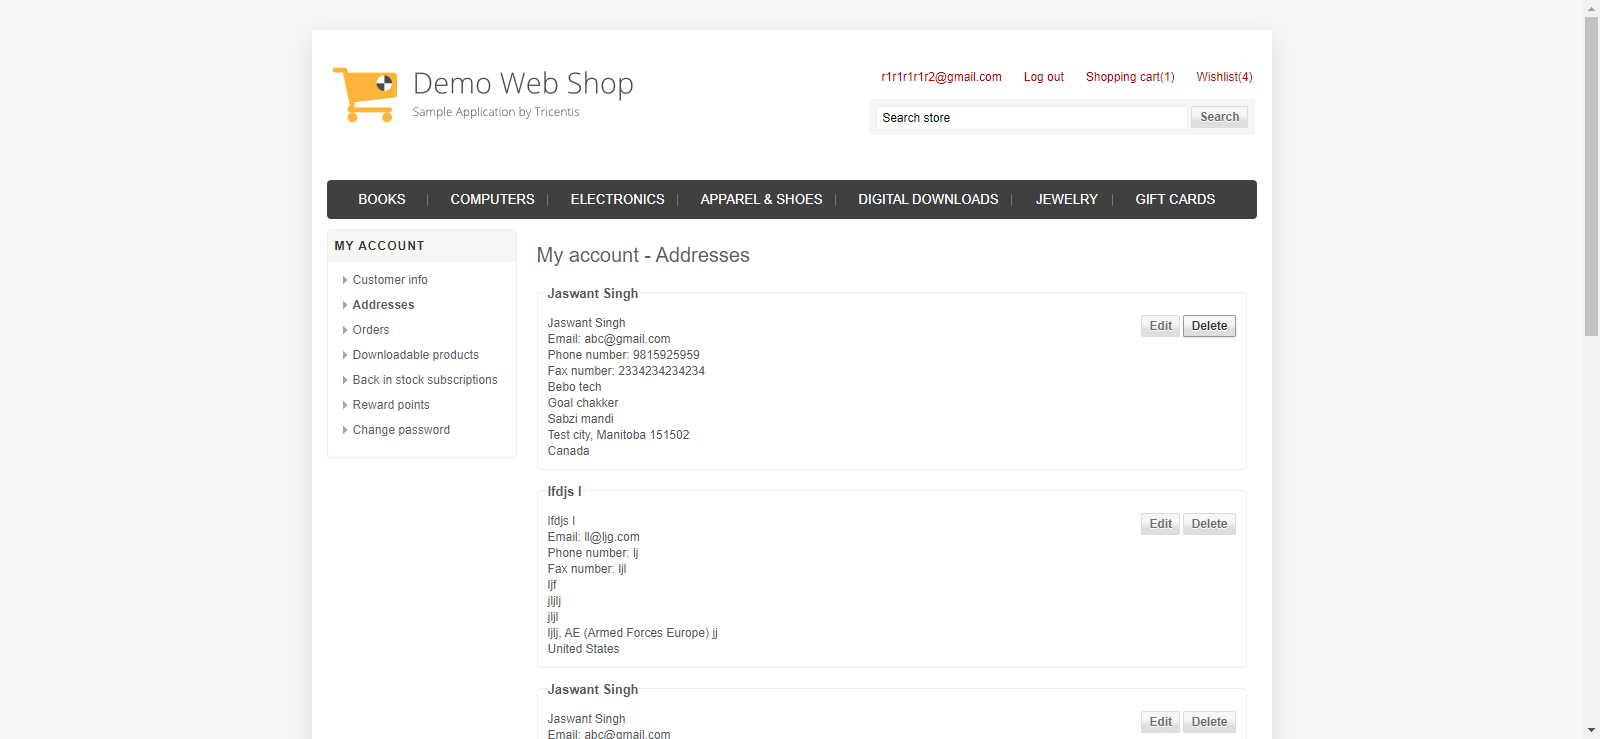 Demo Web Shop
Sample Application by Tricentis
r1r1r1r1r2@gmail.com Log out Shopping cart(1) Wishlist(4)
Search store Search
BOOKS COMPUTERS ELECTRONICS APPAREL & SHOES DIGITAL DOWNLOADS JEWELRY GIFT CARDS
MY ACCOUNT
Customer info
Addresses
Orders
Downloadable products
Back in stock subscriptions
Reward points
Change password
My account - Addresses
Jaswant Singh
Jaswant Singh
Edit Delete
Email: abc@gmail.com
Phone number: 9815925959
Fax number: 2334234234234
Bebo tech
Goal chakker
Sabzi mandi
Test city, Manitoba 151502
Canada
lfdjs l
lfdjs l
Edit Delete
Email: ll@ljg.com
Phone number: lj
Fax number: ljl
ljf
jljlj
jljl
ljlj, AE (Armed Forces Europe) jj
United States
Jaswant Singh
Jaswant Singh
Edit Delete
Email: abc@gmail.com